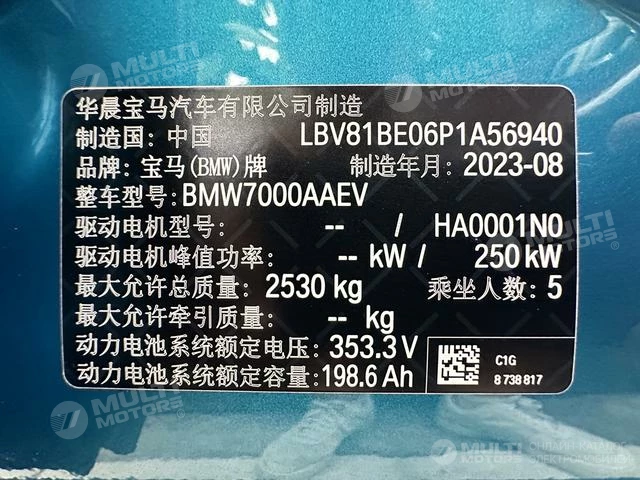 华晨宝马汽车有限公司制造
制造国: 中国 LBV81BE06P1A56940
品牌: 宝马(BMW)牌 制造年月: 2023-08
整车型号: BMW7000AAEV
驱动电机型号: -- / HA0001N0
驱动电机峰值功率: -- kW / 250 kW
最大允许总质量: 2530 kg 乘坐人数: 5
最大允许牵引质量: -- kg
动力电池系统额定电压: 353.3 V
动力电池系统额定容量: 198.6 Ah
C1G
8 738 817
MULTI MOTORS
MULTI MOTORS
MULTI MOTORS
MULTI MOTORS
MULTI
ОНЛАЙН-КАТАЛОГ
ЭЛЕКТРОМОБИЛЕЙ